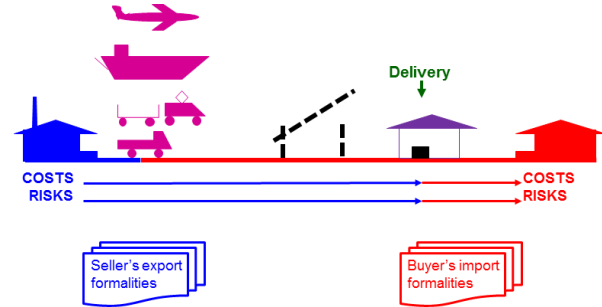 Delivery
COSTS
RISKS
COSTS
RISKS
Seller's export
formalities
Buyer's import
formalities